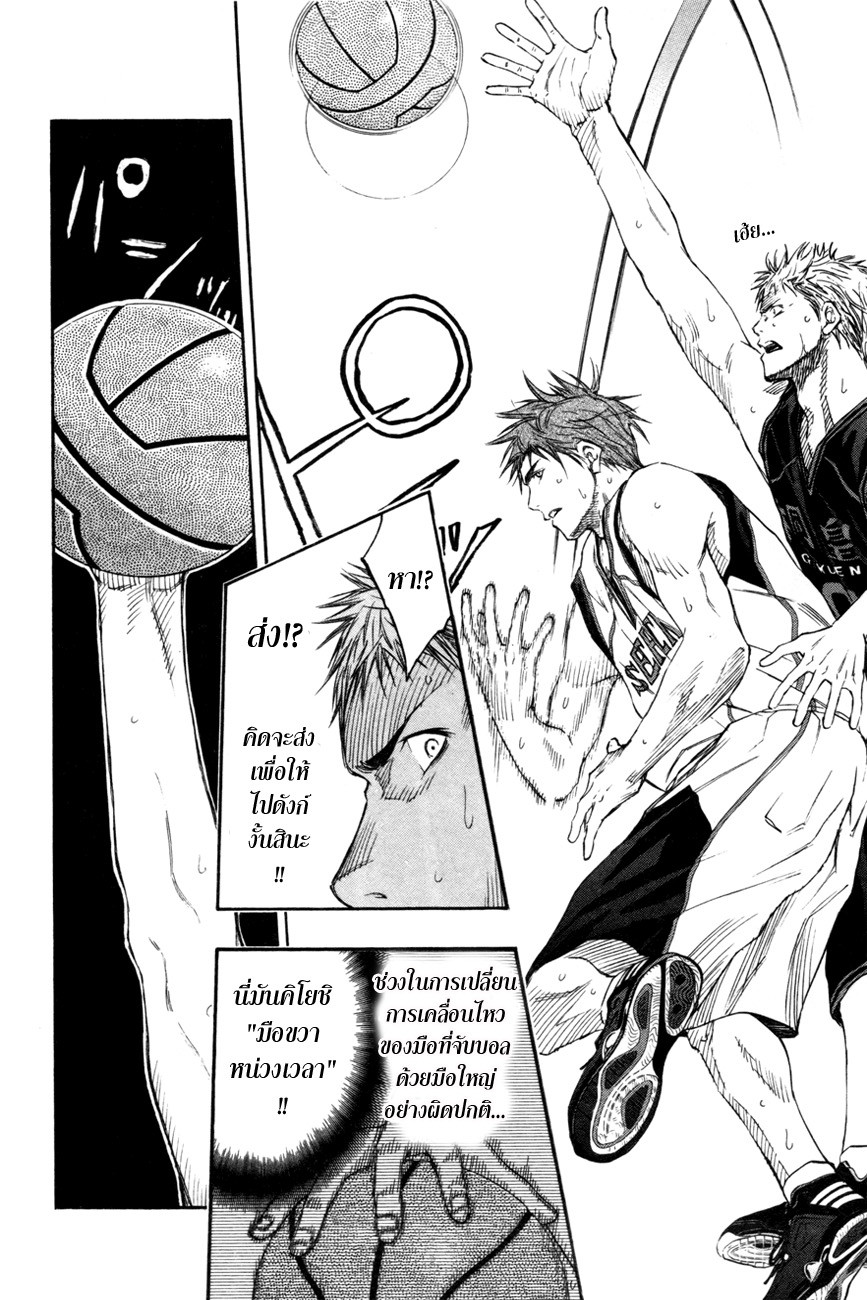 เฮ้ย...
หา!?
ส่ง!?
คิดจะส่ง
เพื่อให้
ไปดังก์
งั้นสินะ
!!
SEI
ช่วงในการเปลี่ยน
การเคลื่อนไหว
ของมือที่จับบอล
ด้วยมือใหญ่
อย่างผิดปกติ...
นี่มันคิโยชิ
"มือขวา
หน่วงเวลา"
!!